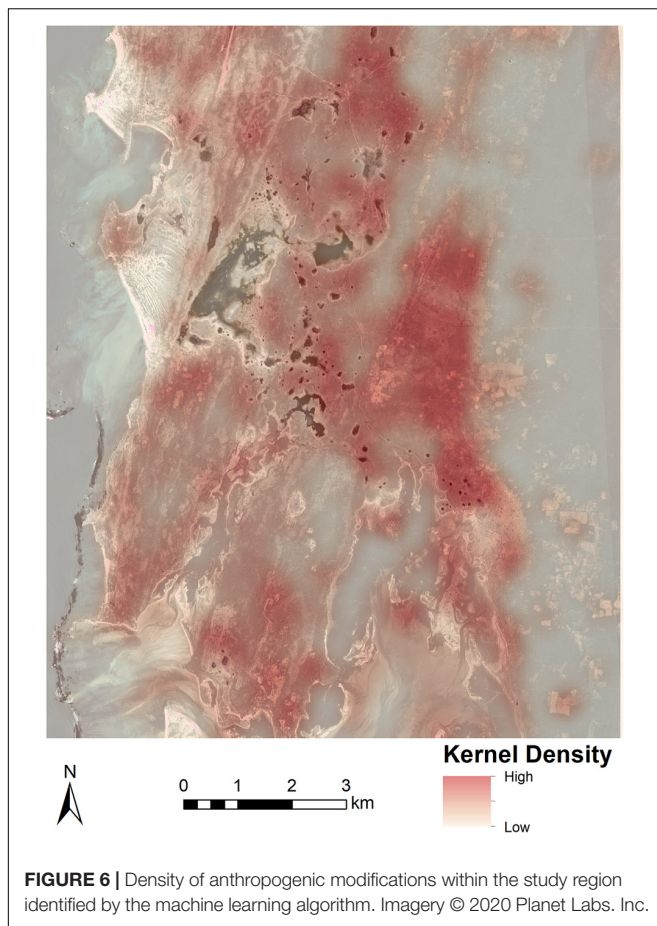 N
0 1 2 3
km
Kernel Density
High
Low
FIGURE 6 | Density of anthropogenic modifications within the study region
identified by the machine learning algorithm. Imagery © 2020 Planet Labs. Inc.